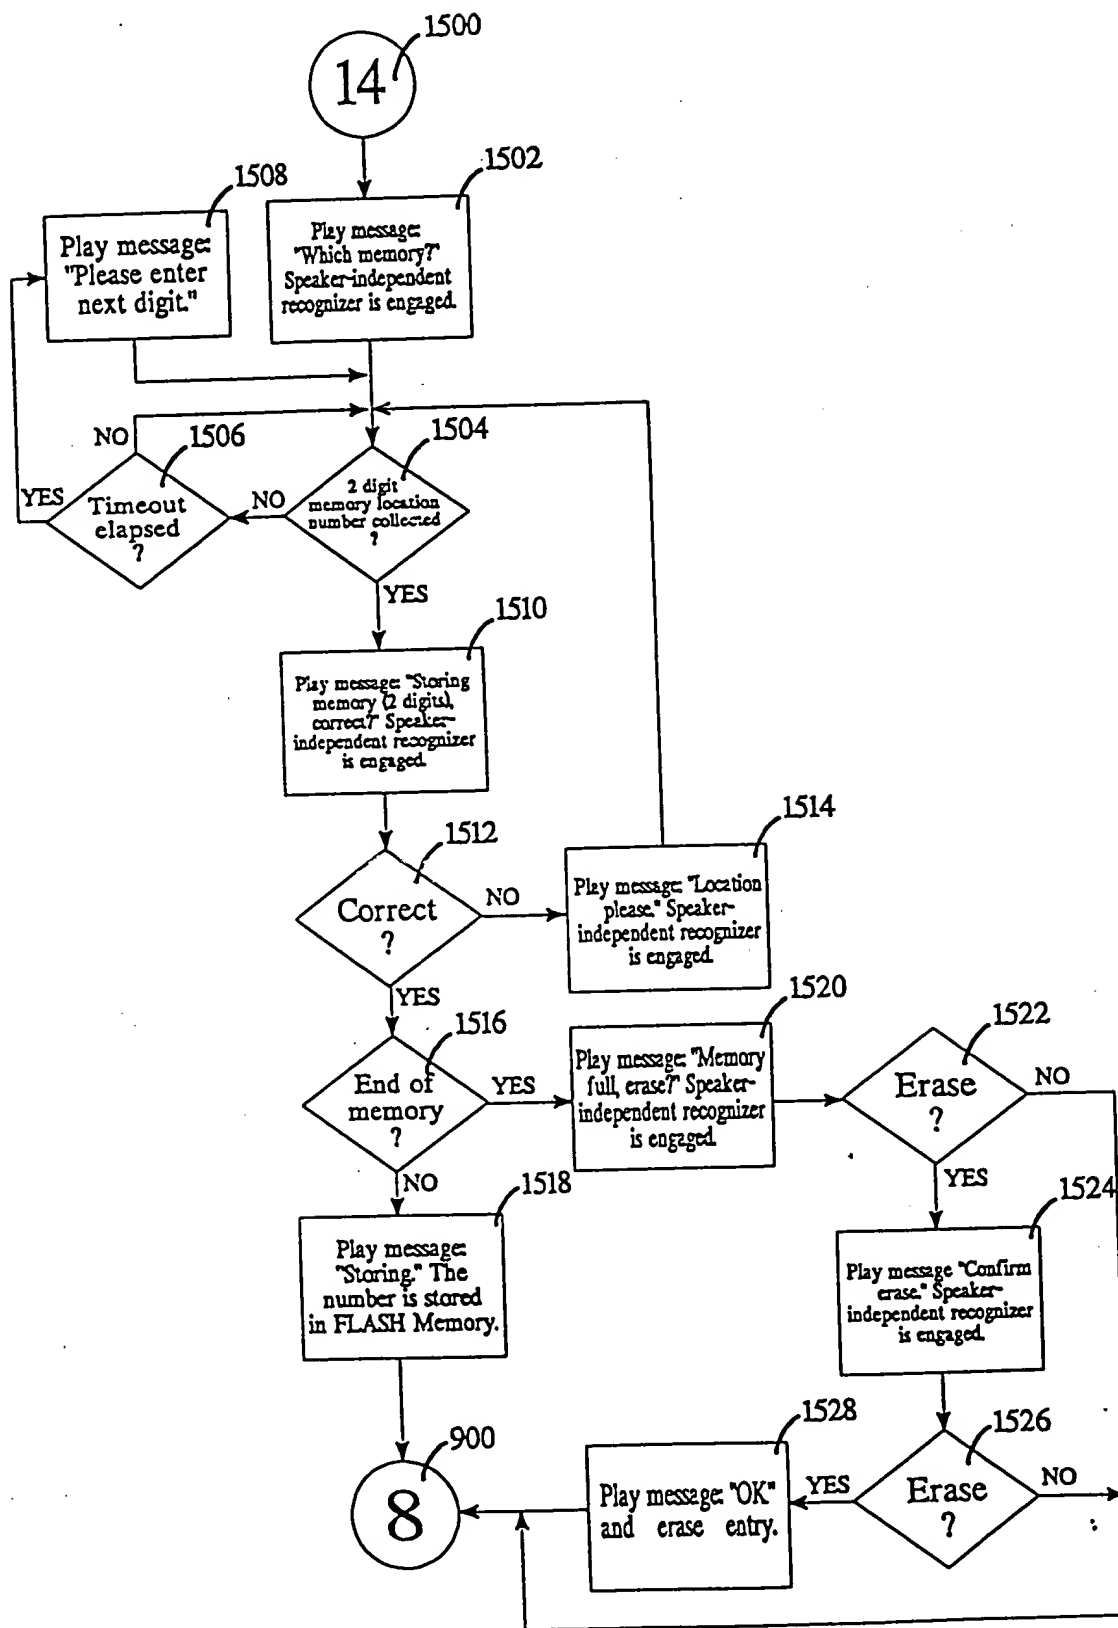 1500
14
1502
Play message:
"Which memory?"
Speaker-independent
recognizer is engaged.
1508
Play message:
"Please enter
next digit."
1504
2 digit
memory location
number collected
?
NO
YES
1506
Timeout
elapsed
?
NO
YES
1510
Play message: "Storing
memory (2 digits),
correct?" Speaker-
independent recognizer
is engaged.
1512
Correct
?
NO
YES
1514
Play message: "Location
please." Speaker-
independent recognizer
is engaged.
1516
End of
memory
?
YES
NO
1520
Play message: "Memory
full, erase?" Speaker-
independent recognizer
is engaged.
1522
Erase
?
NO
YES
1518
Play message:
"Storing." The
number is stored
in FLASH Memory.
1524
Play message "Confirm
erase." Speaker-
independent recognizer
is engaged.
1526
Erase
?
NO
YES
1528
Play message: "OK"
and erase entry.
900
8